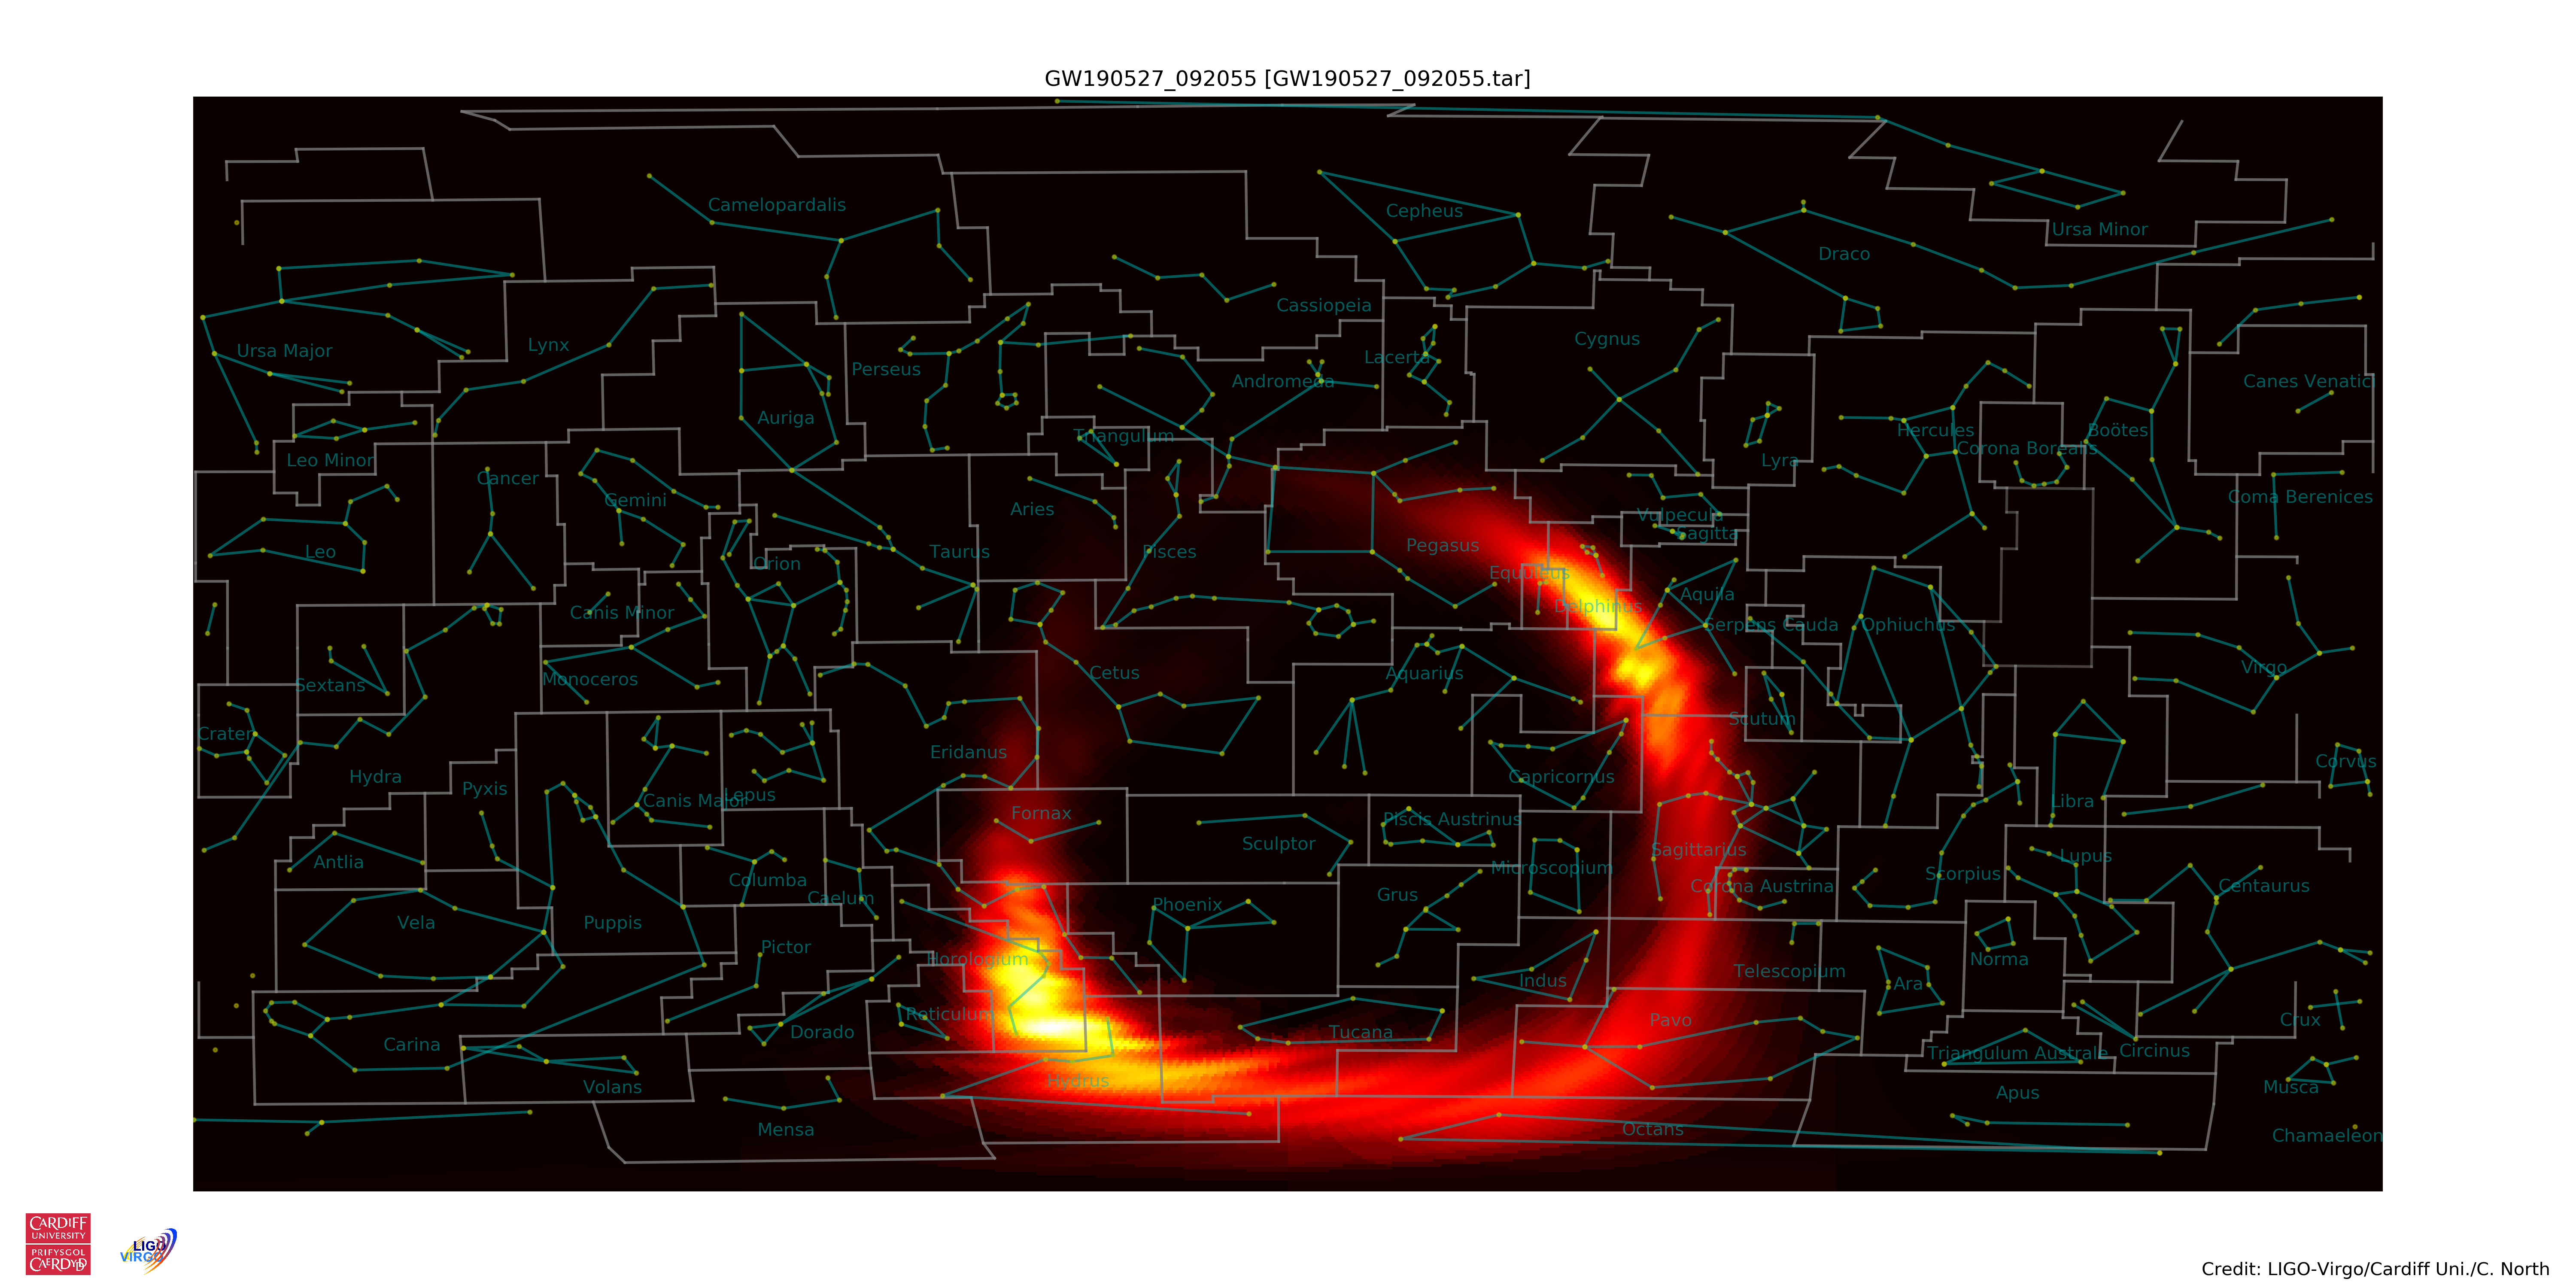 GW190527_092055 [GW190527_092055.tar]
Camelopardalis
Cepheus
Ursa Minor
Draco
Cassiopeia
Cygnus
Lynx
Ursa Major
Lacerta
Perseus
Andromeda
Canes Venatici
Auriga
Triangulum
Hercules
Boötes
Corona Borealis
Leo Minor
Lyra
Cancer
Gemini
Coma Berenices
Aries
Vulpecula
Sagitta
Leo
Taurus
Pisces
Pegasus
Orion
Equuleus
Aquila
Delphinus
Canis Minor
Serpens Cauda
Ophiuchus
Virgo
Cetus
Aquarius
Monoceros
Sextans
Scutum
Crater
Eridanus
Corvus
Hydra
Capricornus
Pyxis
Lepus
Canis Major
Libra
Fornax
Piscis Austrinus
Sculptor
Sagittarius
Lupus
Antlia
Microscopium
Scorpius
Columba
Corona Austrina
Centaurus
Grus
Caelum
Phoenix
Vela
Puppis
Pictor
Horologium
Norma
Telescopium
Indus
Ara
Reticulum
Pavo
Crux
Dorado
Tucana
Carina
Triangulum Australe
Circinus
Hydrus
Volans
Musca
Apus
Mensa
Octans
Chamaeleon
CARDIFF
UNIVERSITY
PRIFYSGOL
CAERDYDD
LIGO
VIRGO
Credit: LIGO-Virgo/Cardiff Uni./C. North